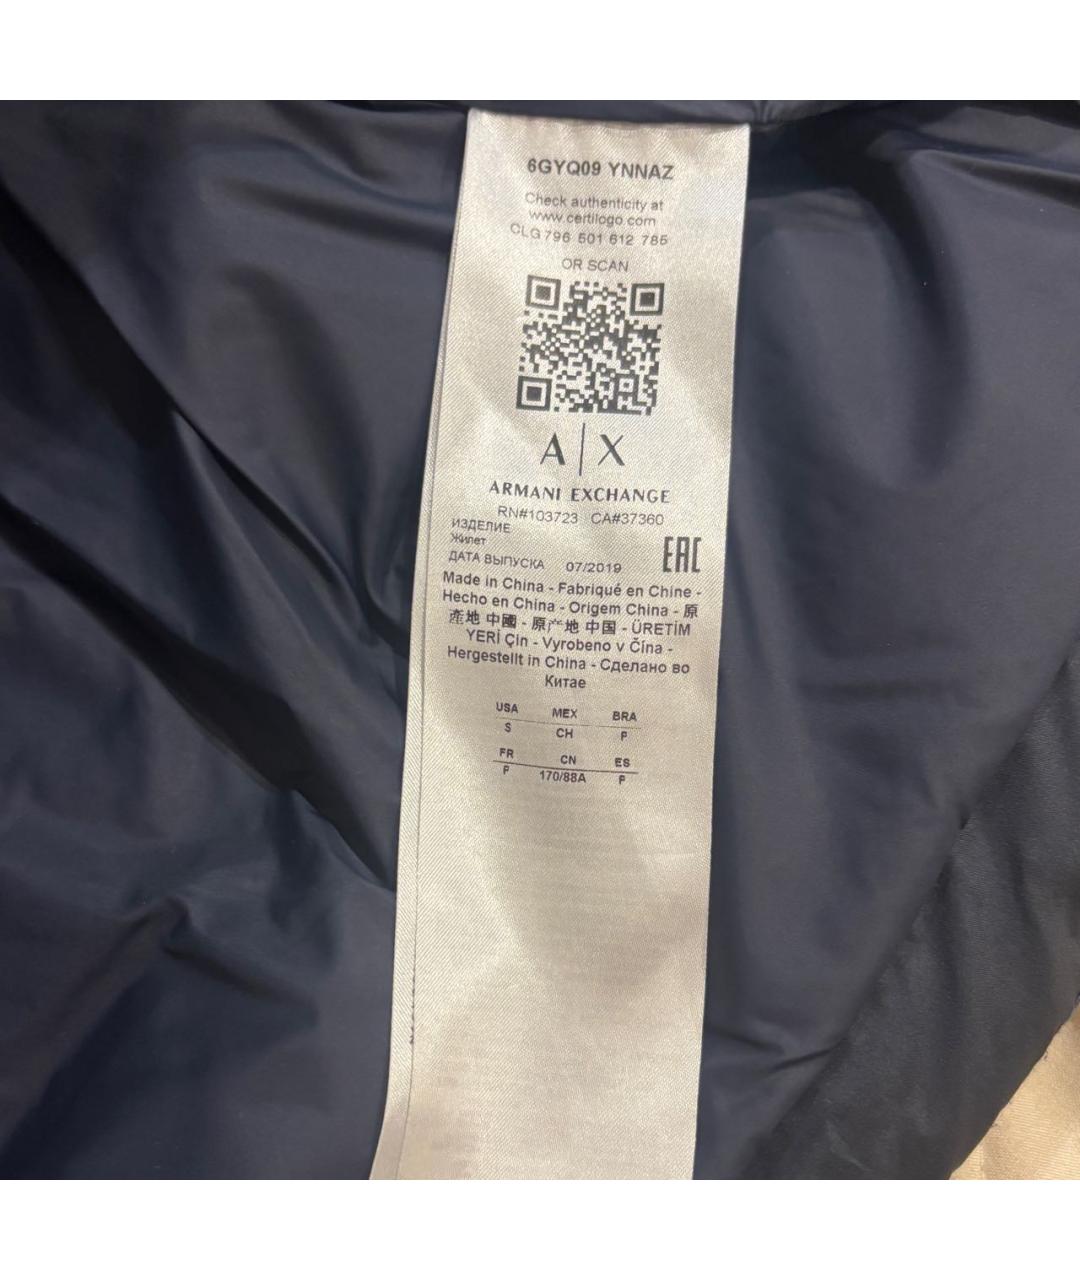 6GYQ09 YNNAZ
Check authenticity at
www.certilogo.com
CLG 796 501 612 785
OR SCAN
A|X
ARMANI EXCHANGE
RN#103723 CA#37360
ИЗДЕЛИЕ
Жилет
ДАТА ВЫПУСКА 07/2019
EAC
Made in China - Fabriqué en Chine -
Hecho en China - Origem China - 原
產地 中國 - 原产地 中国 - ÜRETİM
YERİ Çin - Vyrobeno v Čína -
Hergestellt in China - Сделано во
Китае
USA MEX BRA
S CH P
FR CN ES
P 170/88A P